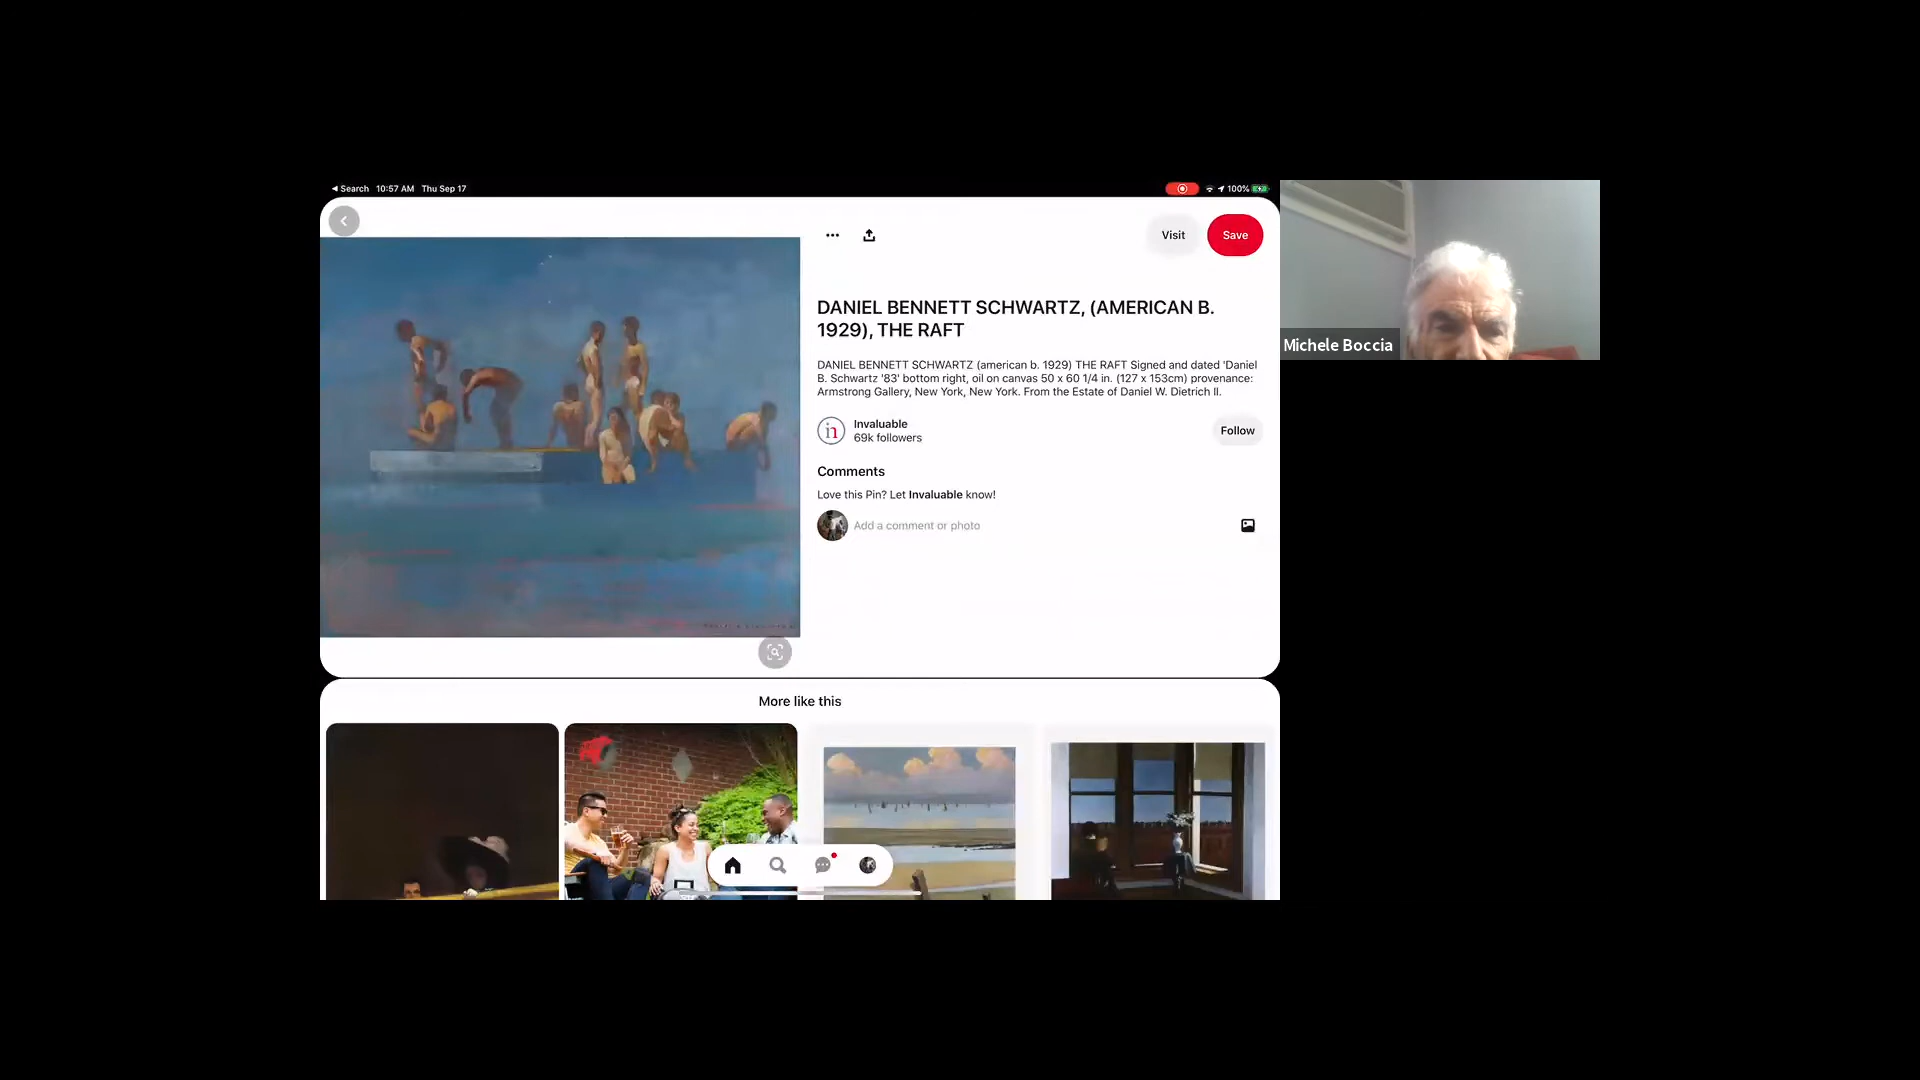 ◀ Search 10:57 AM Thu Sep 17
100%
Visit
Save
DANIEL BENNETT SCHWARTZ, (AMERICAN B.
1929), THE RAFT
DANIEL BENNETT SCHWARTZ (american b. 1929) THE RAFT Signed and dated 'Daniel
B. Schwartz '83' bottom right, oil on canvas 50 x 60 1/4 in. (127 x 153cm) provenance:
Armstrong Gallery, New York, New York. From the Estate of Daniel W. Dietrich II.
in
Invaluable
69k followers
Follow
Comments
Love this Pin? Let Invaluable know!
Add a comment or photo
More like this
Michele Boccia